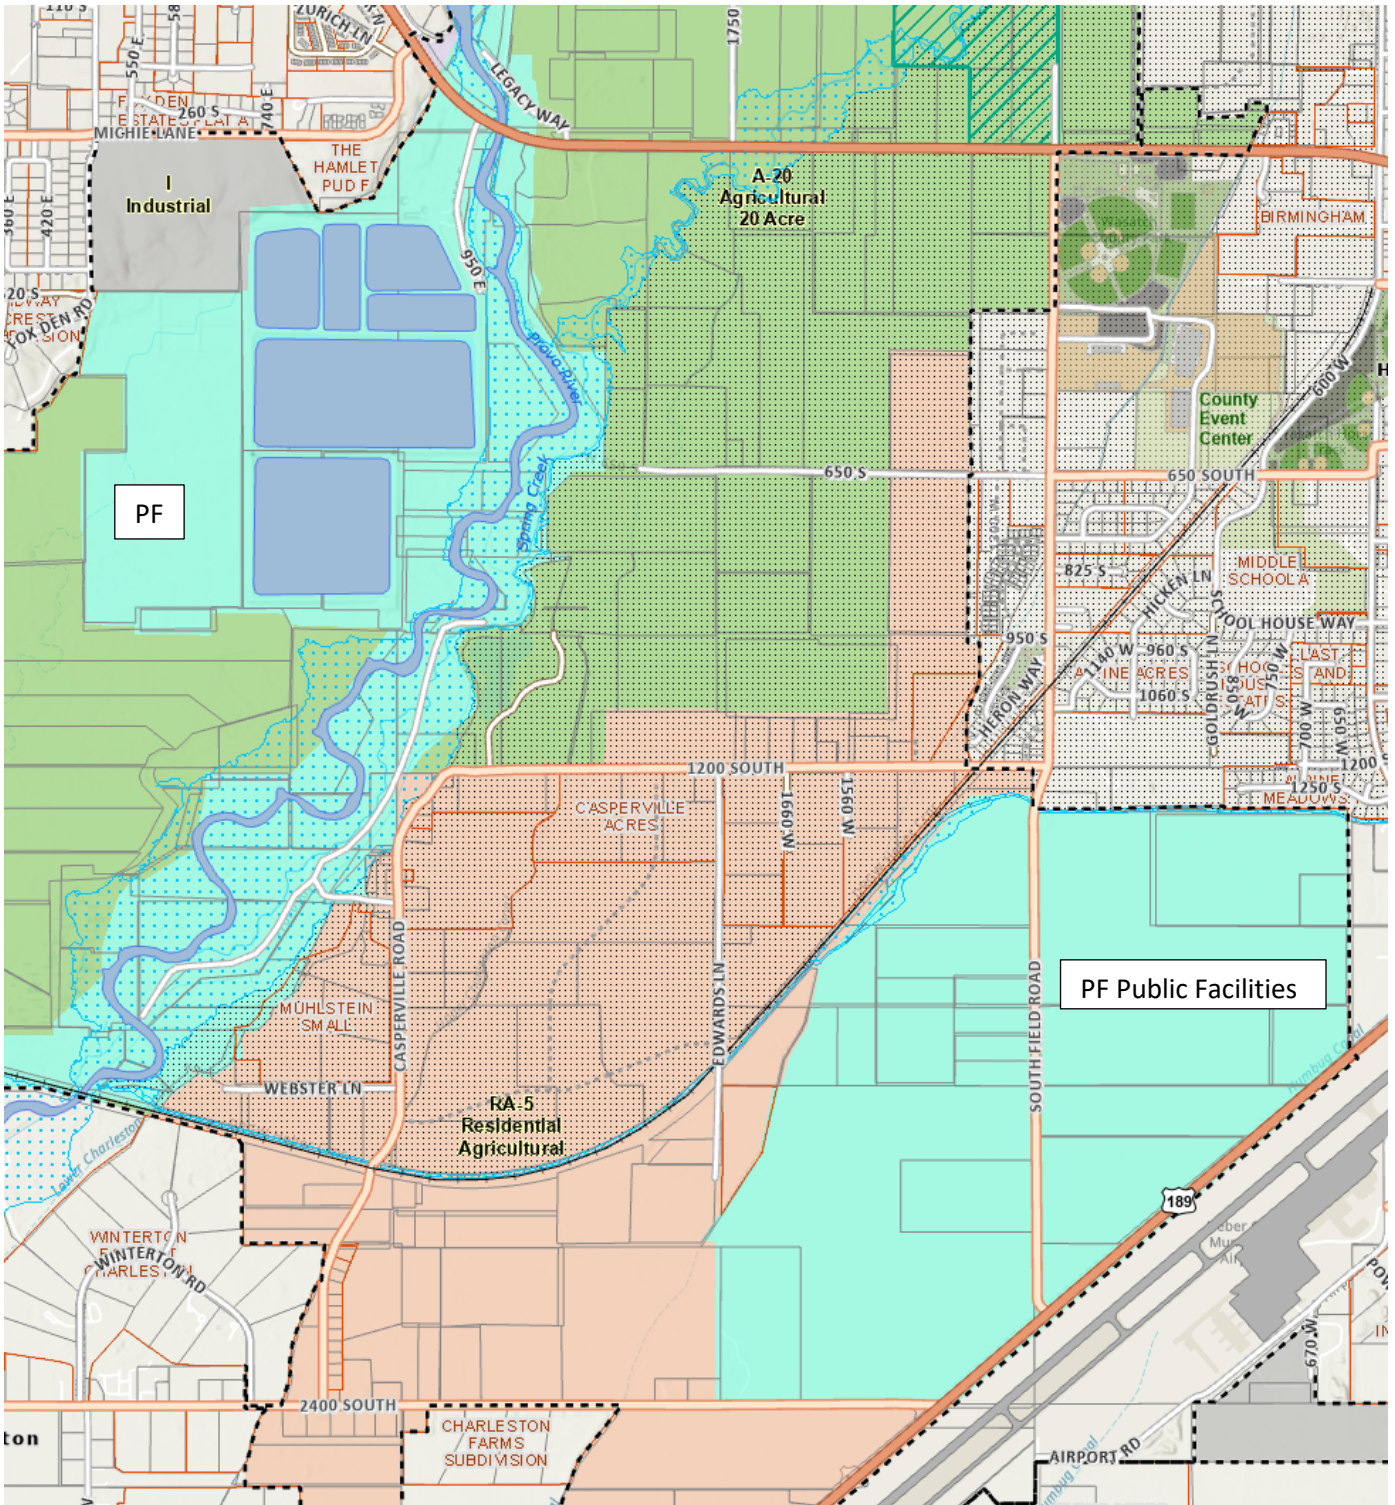 110 S
550 E
ZURICH LN
1750
LEGACY WAY
260 S
740 E
MICHIE LANE
THE
HAMLET
PUD F
I
Industrial
A-20
Agricultural
20 Acre
BIRMINGHAM
360 E
420 E
950 E
FOX DEN RD
Provo River
600 W
County
Event
Center
650 S
650 SOUTH
Spring Creek
PF
825 S
MIDDLE
SCHOOL A
HICKEN LN
SCHOOL HOUSE WAY
950 S
1140 W
960 S
1060 S
GOLDRUSH LN
850 W
750 W
700 W
650 W
HERON WAY
1200 SOUTH
1200 S
1250 S
MEADOWS
CASPERVILLE
ACRES
1660 W
1560 W
CASPERVILLE ROAD
EDWARDS LN
SOUTH FIELD ROAD
PF Public Facilities
MUHLSTEIN
SMALL
Humbug Canal
WEBSTER LN
RA-5
Residential
Agricultural
Lower Charleston
189
WINTERTON
WINTERTON RD
670 W
2400 SOUTH
CHARLESTON
FARMS
SUBDIVISION
ton
AIRPORT RD